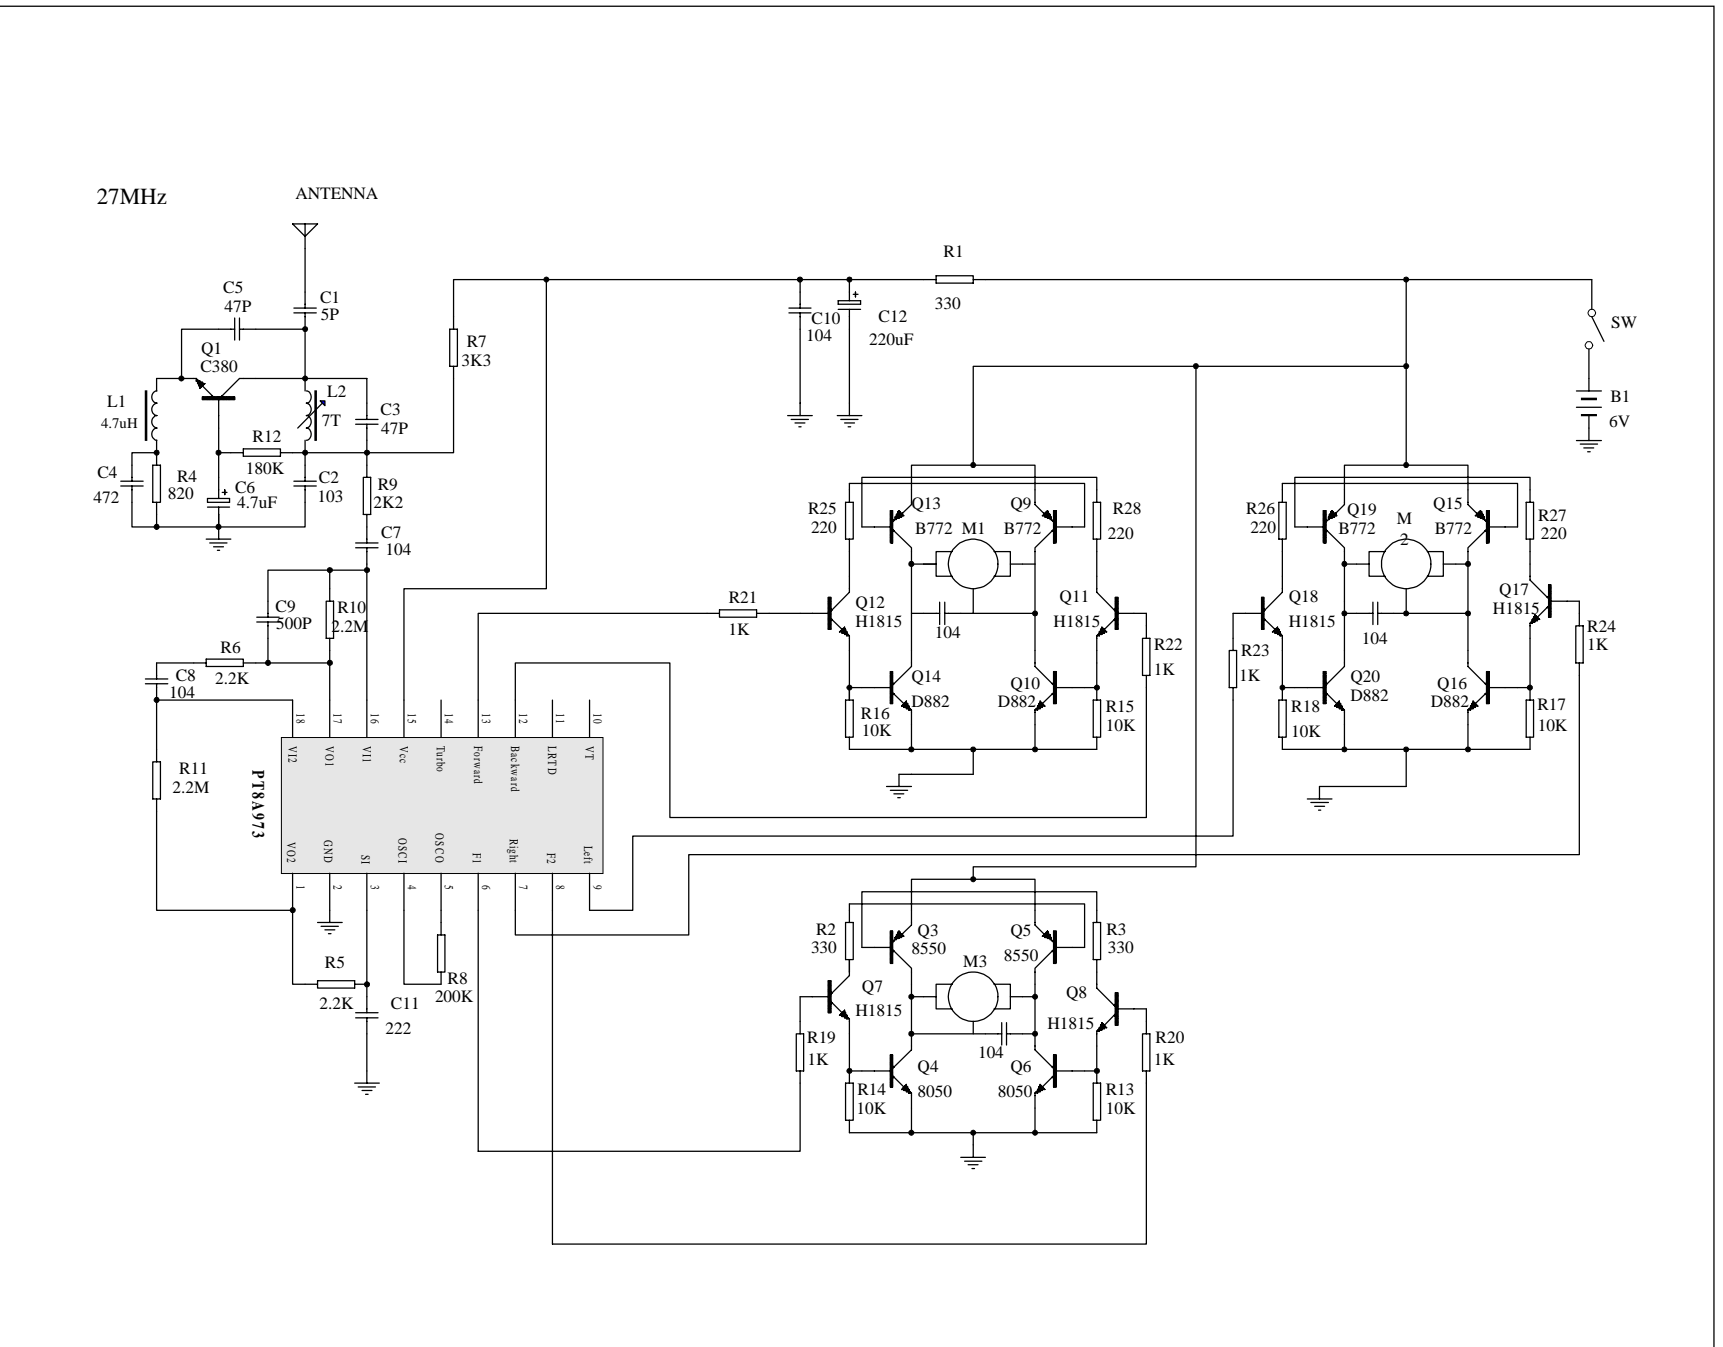 27MHz
ANTENNA
C5
47P
C1
5P
Q1
C380
L1
4.7uH
L2
7T
C3
47P
R7
3K3
R12
180K
C4
472
R4
820
C6
4.7uF
C2
103
R9
2K2
C7
104
R1
330
C10
104
C12
220uF
SW
B1
6V
R25
220
Q13
B772
Q9
B772
R28
220
M1
Q12
H1815
Q11
H1815
104
R21
1K
R22
1K
Q14
D882
Q10
D882
R16
10K
R15
10K
R26
220
Q19
B772
Q15
B772
R27
220
M
2
Q18
H1815
Q17
H1815
104
R23
1K
R24
1K
Q20
D882
Q16
D882
R18
10K
R17
10K
C9
500P
R10
2.2M
R6
2.2K
C8
104
R11
2.2M
18
17
16
15
14
13
12
11
10
VI2
VO1
VI1
Vcc
Turbo
Forward
Backward
LRTD
VT
PT8A973
VO2
GND
SI
OSCI
OSCO
F1
Right
F2
Left
1
2
3
4
5
6
7
8
9
R5
2.2K
C11
222
R8
200K
R2
330
Q3
8550
Q5
8550
R3
330
M3
Q7
H1815
Q8
H1815
104
R19
1K
R20
1K
Q4
8050
Q6
8050
R14
10K
R13
10K